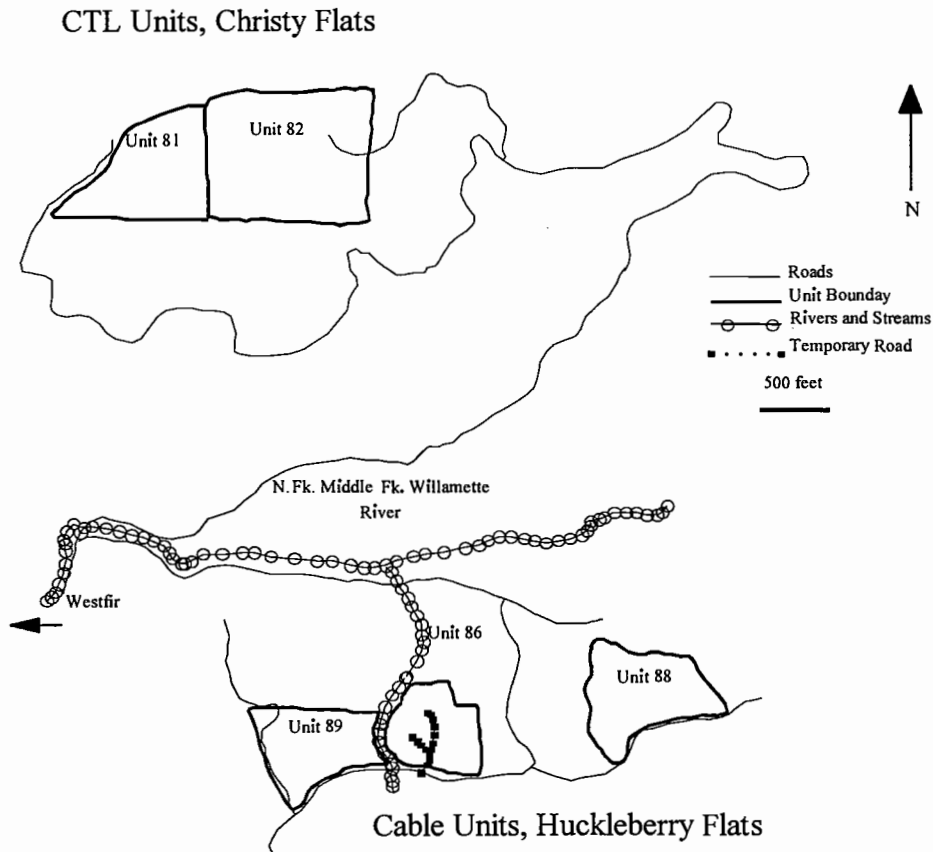 CTL Units, Christy Flats
Unit 81
Unit 82
N
Roads
Unit Bounday
Rivers and Streams
Temporary Road
500 feet
N. Fk. Middle Fk. Willamette
River
Westfir
Unit 86
Unit 88
Unit 89
Cable Units, Huckleberry Flats